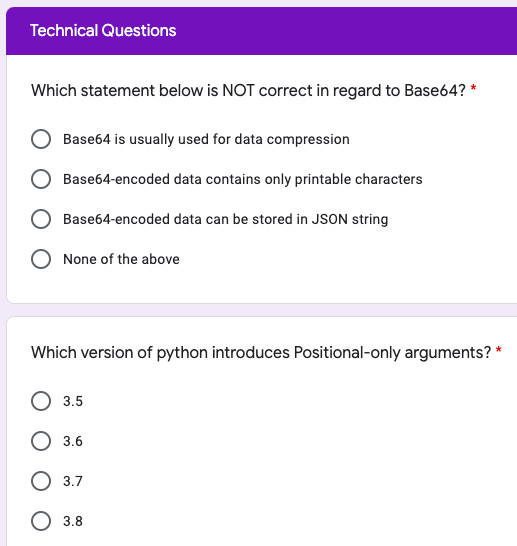 Technical Questions
Which statement below is NOT correct in regard to Base64? *
Base64 is usually used for data compression
Base64-encoded data contains only printable characters
Base64-encoded data can be stored in JSON string
None of the above
Which version of python introduces Positional-only arguments? *
3.5
3.6
3.7
3.8